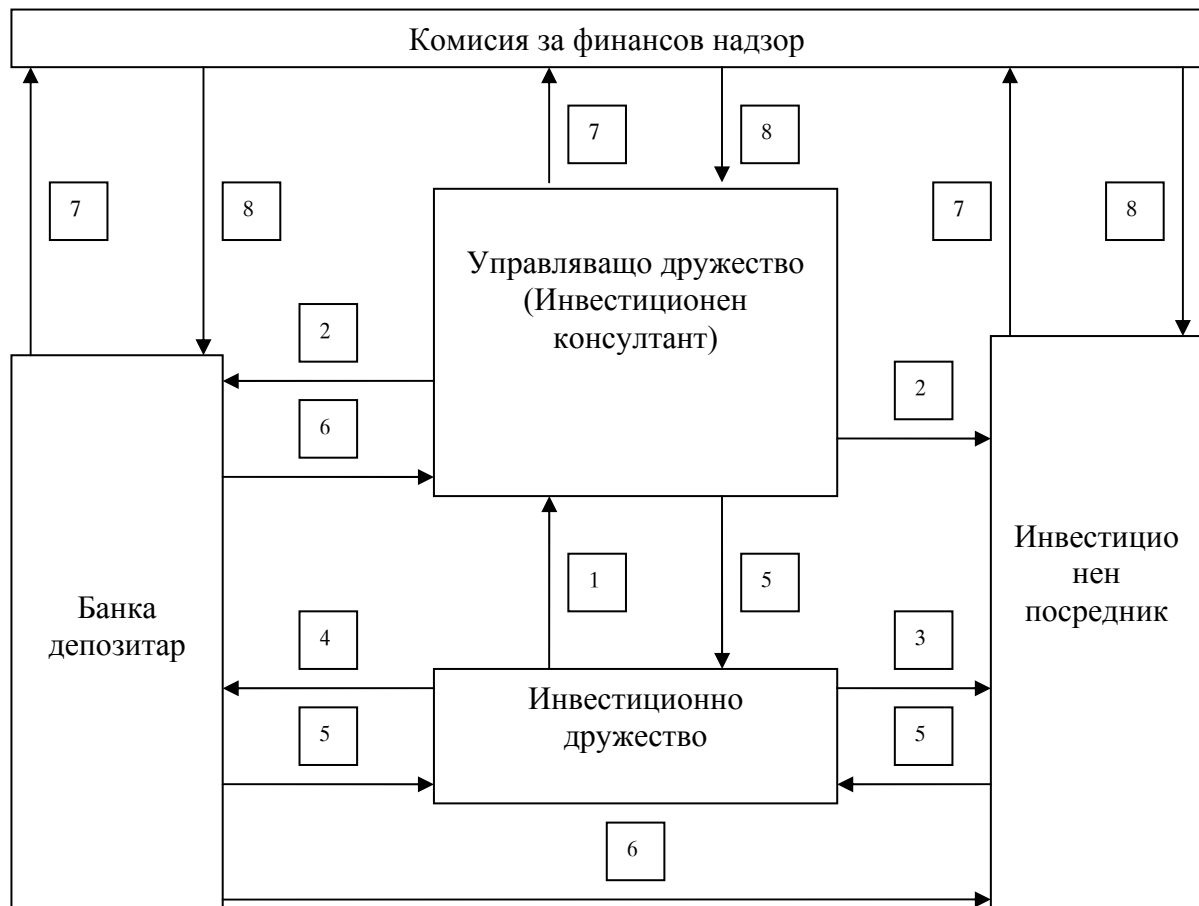 Комисия за финансов надзор
7
8
7
8
7
8
Управляващо дружество
(Инвестиционен
консултант)
2
6
2
Банка
депозитар
1
5
Инвестицио
нен
посредник
4
3
Инвестиционно
дружество
5
5
6